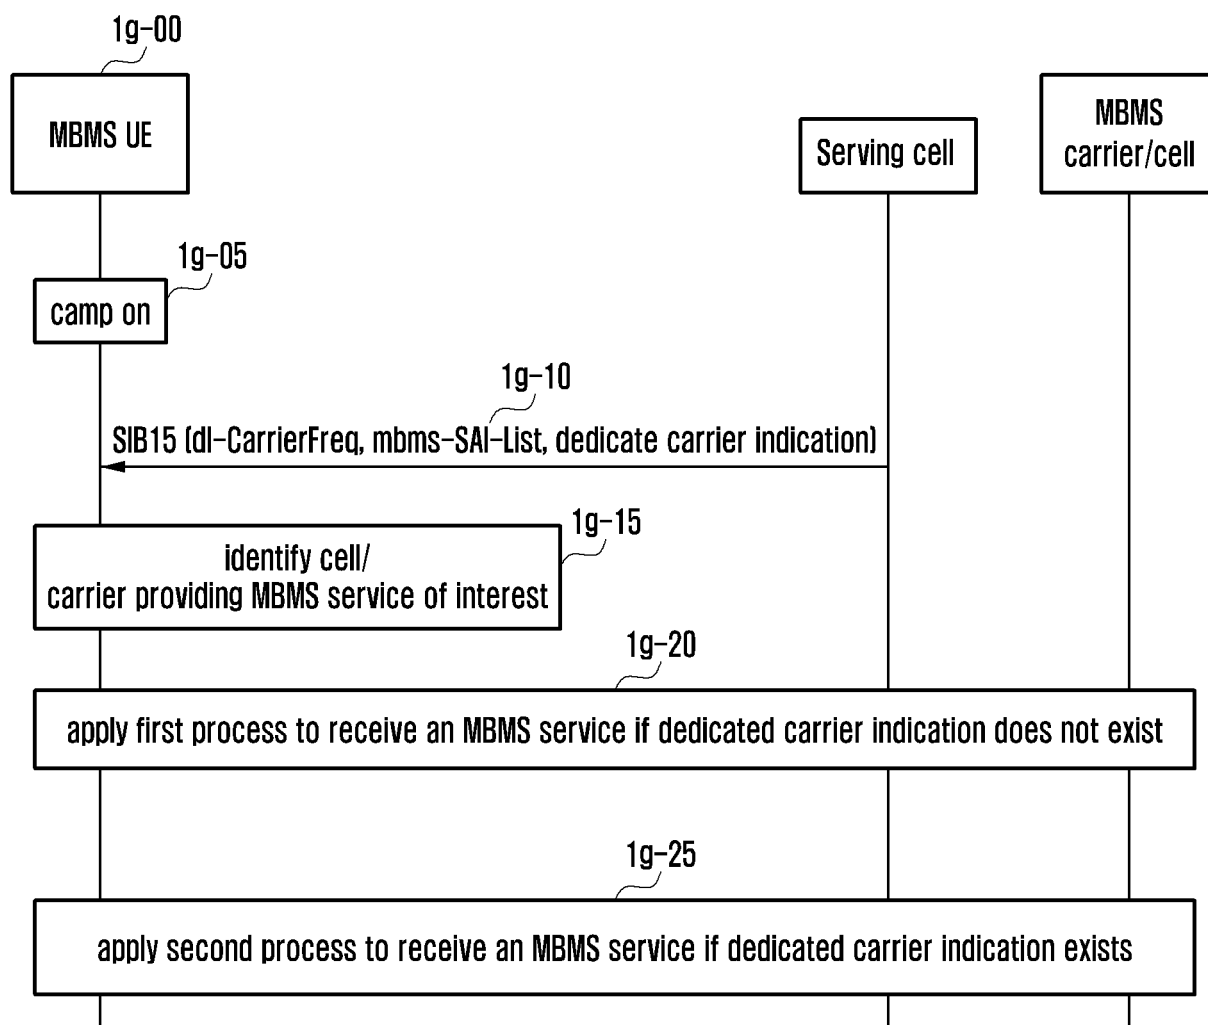 1g-00
MBMS UE
Serving cell
MBMS
carrier/cell
1g-05
camp on
1g-10
SIB15 (dl-CarrierFreq, mbms-SAI-List, dedicate carrier indication)
1g-15
identify cell/
carrier providing MBMS service of interest
1g-20
apply first process to receive an MBMS service if dedicated carrier indication does not exist
1g-25
apply second process to receive an MBMS service if dedicated carrier indication exists